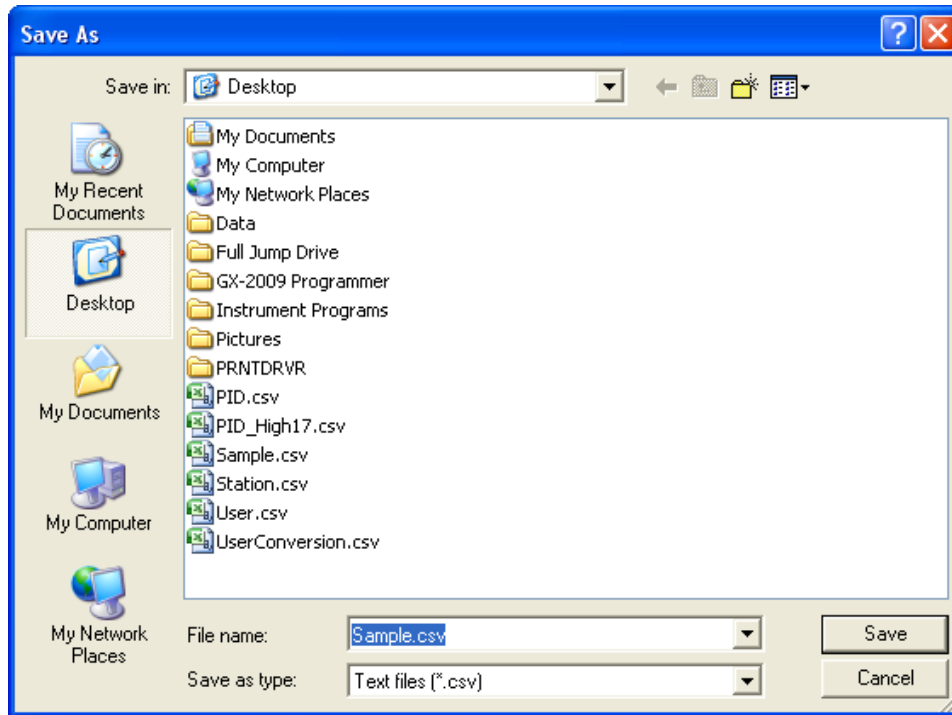 Save As
Save in:
Desktop
My Recent
Documents
Desktop
My Documents
My Computer
My Network
Places
My Documents
My Computer
My Network Places
Data
Full Jump Drive
GX-2009 Programmer
Instrument Programs
Pictures
PRNTDRVR
PID.csv
PID_High17.csv
Sample.csv
Station.csv
User.csv
UserConversion.csv
File name:
Sample.csv
Save
Save as type:
Text files (*.csv)
Cancel